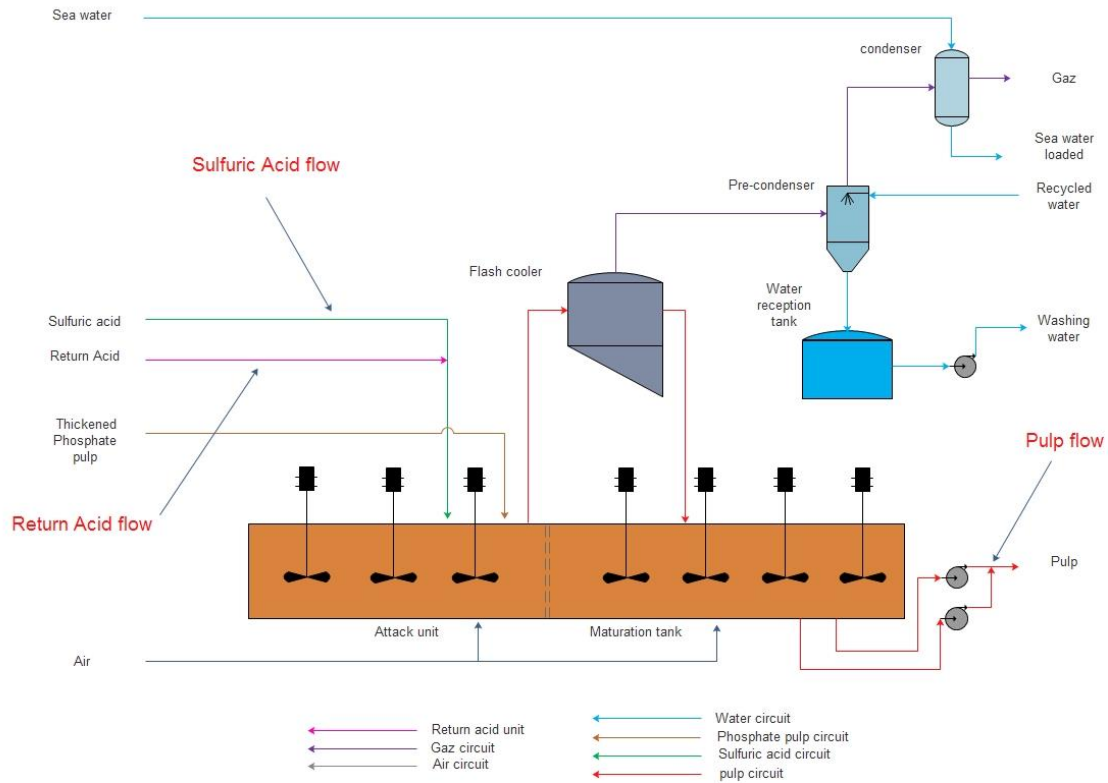 Sea water
condenser
Gaz
Sea water
loaded
Sulfuric Acid flow
Pre-condenser
Recycled
water
Flash cooler
Water
reception
tank
Sulfuric acid
Washing
water
Return Acid
Thickened
Phosphate
pulp
Pulp flow
Return Acid flow
Pulp
Attack unit
Maturation tank
Air
Return acid unit
Gaz circuit
Air circuit
Water circuit
Phosphate pulp circuit
Sulfuric acid circuit
pulp circuit